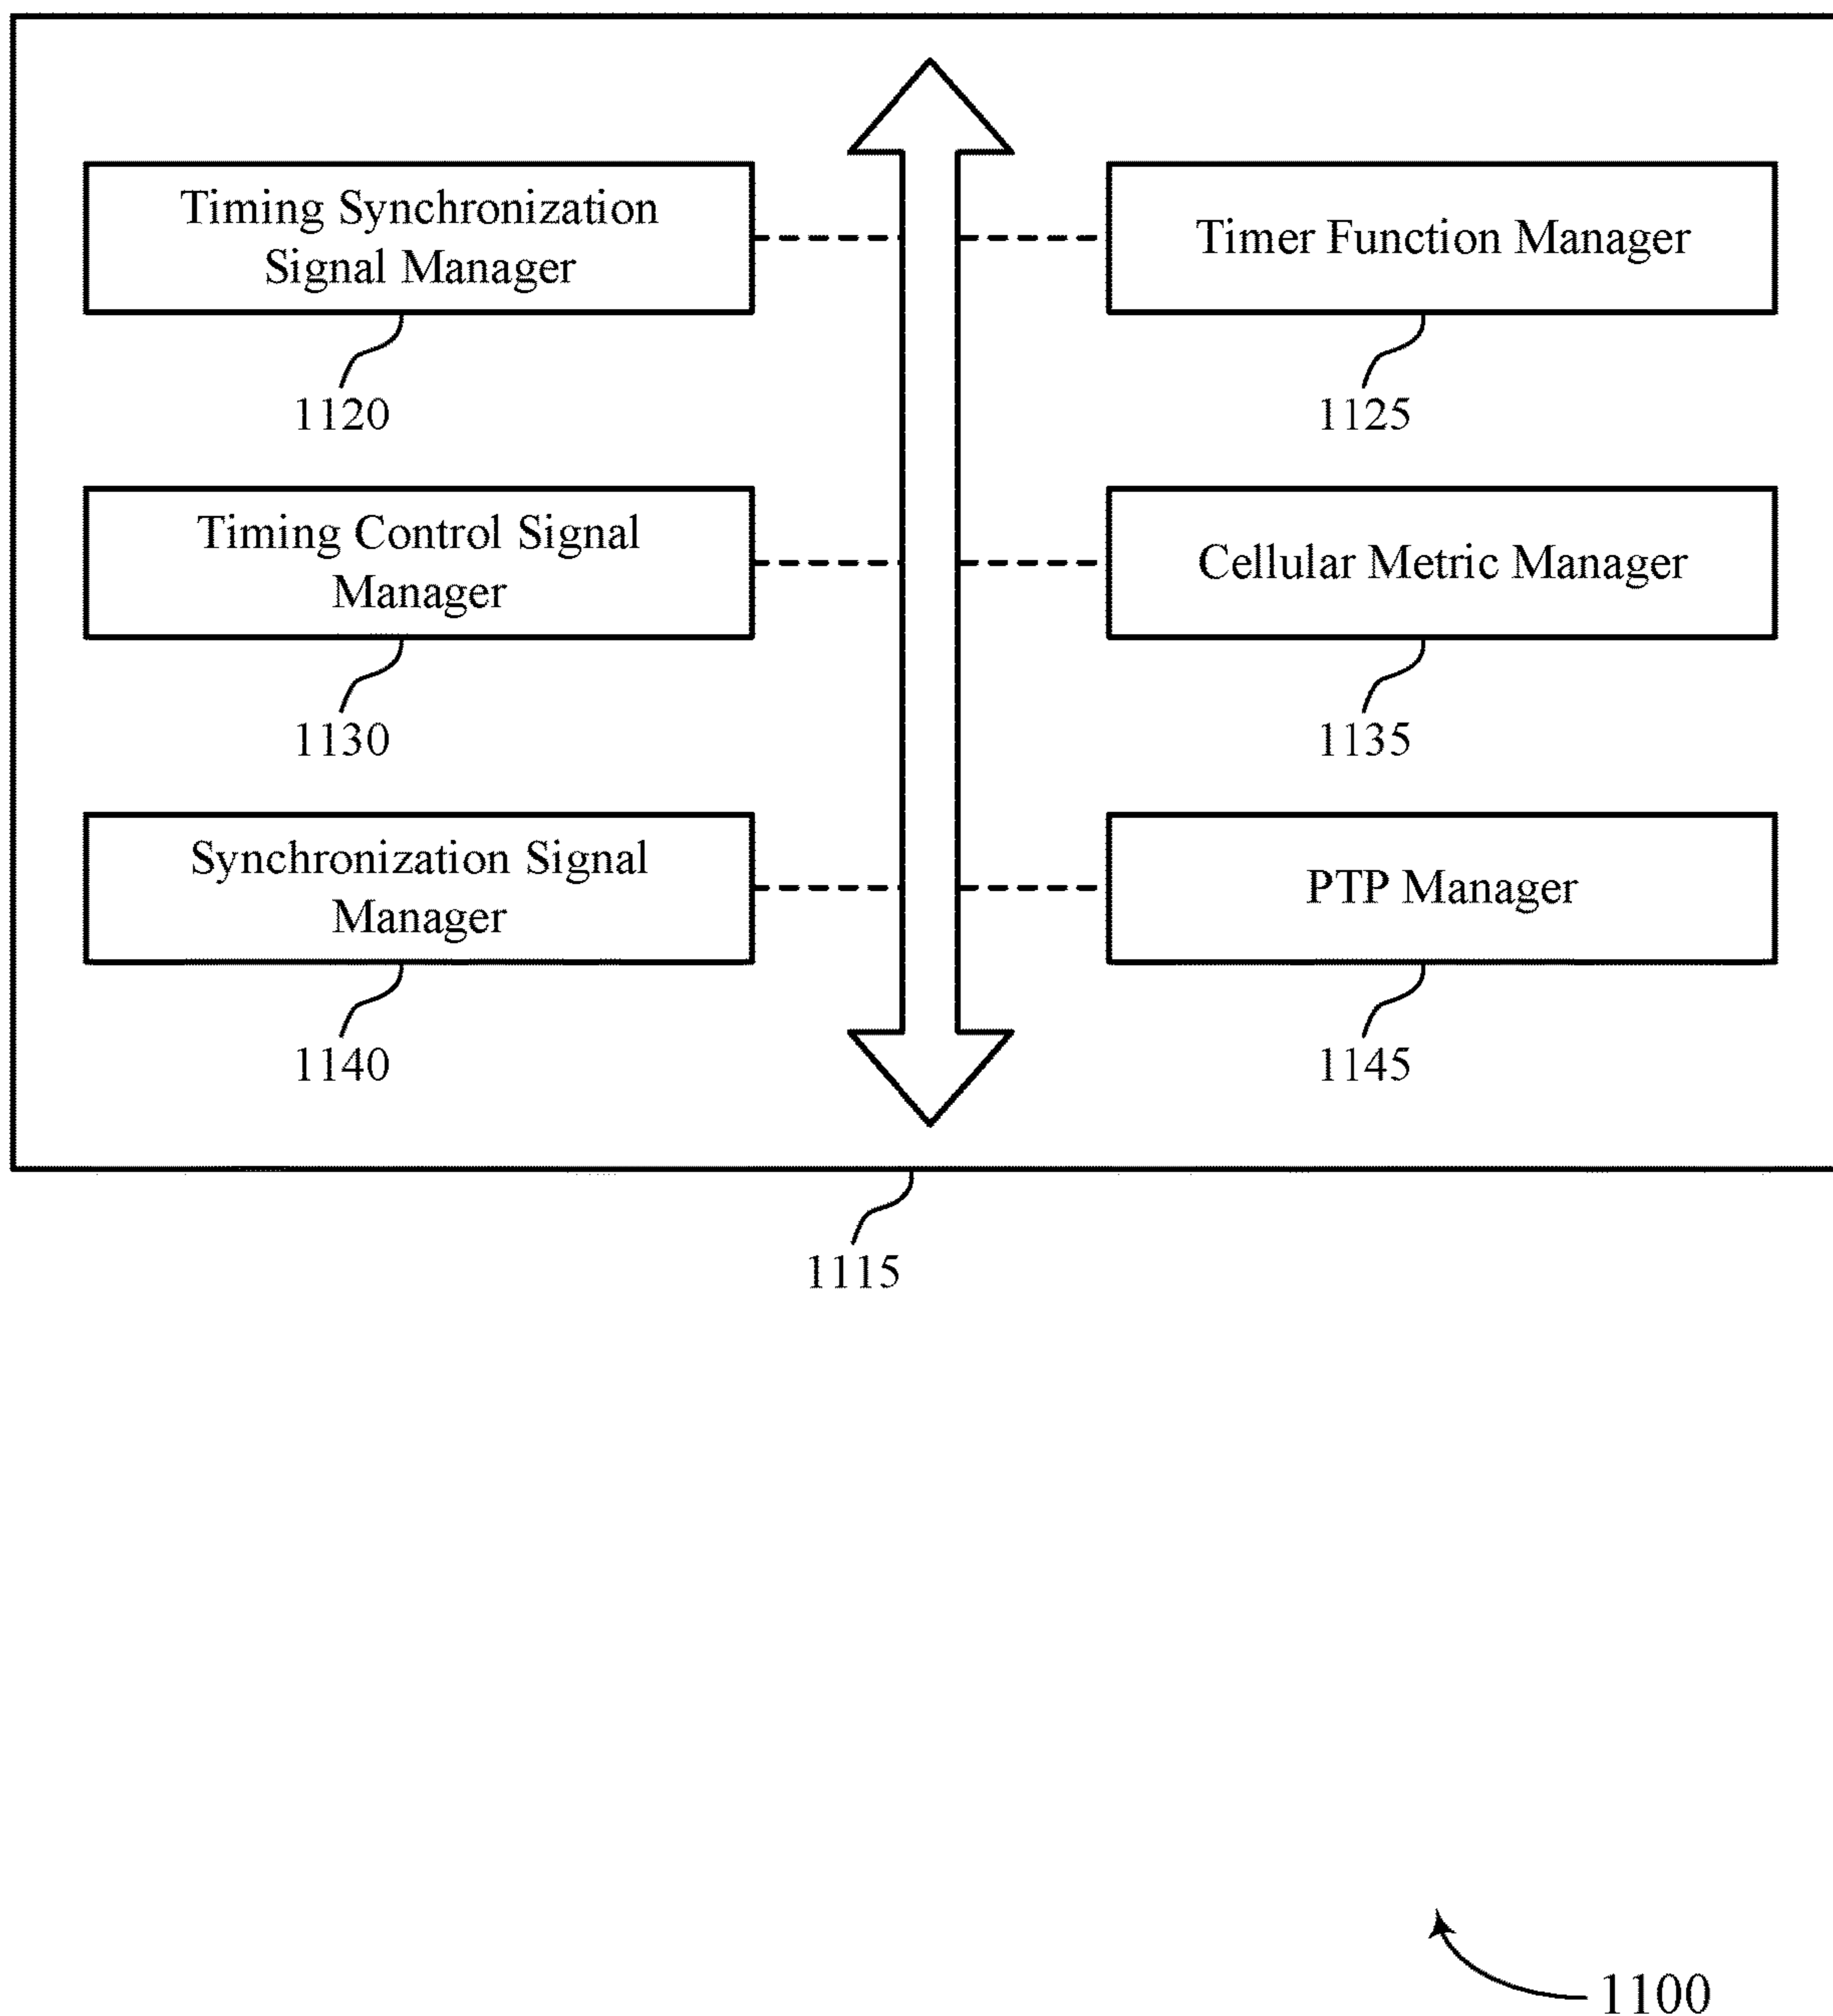 Timing Synchronization
Signal Manager
1120
Timer Function Manager
1125
Timing Control Signal
Manager
1130
Cellular Metric Manager
1135
Synchronization Signal
Manager
1140
PTP Manager
1145
1115
1100